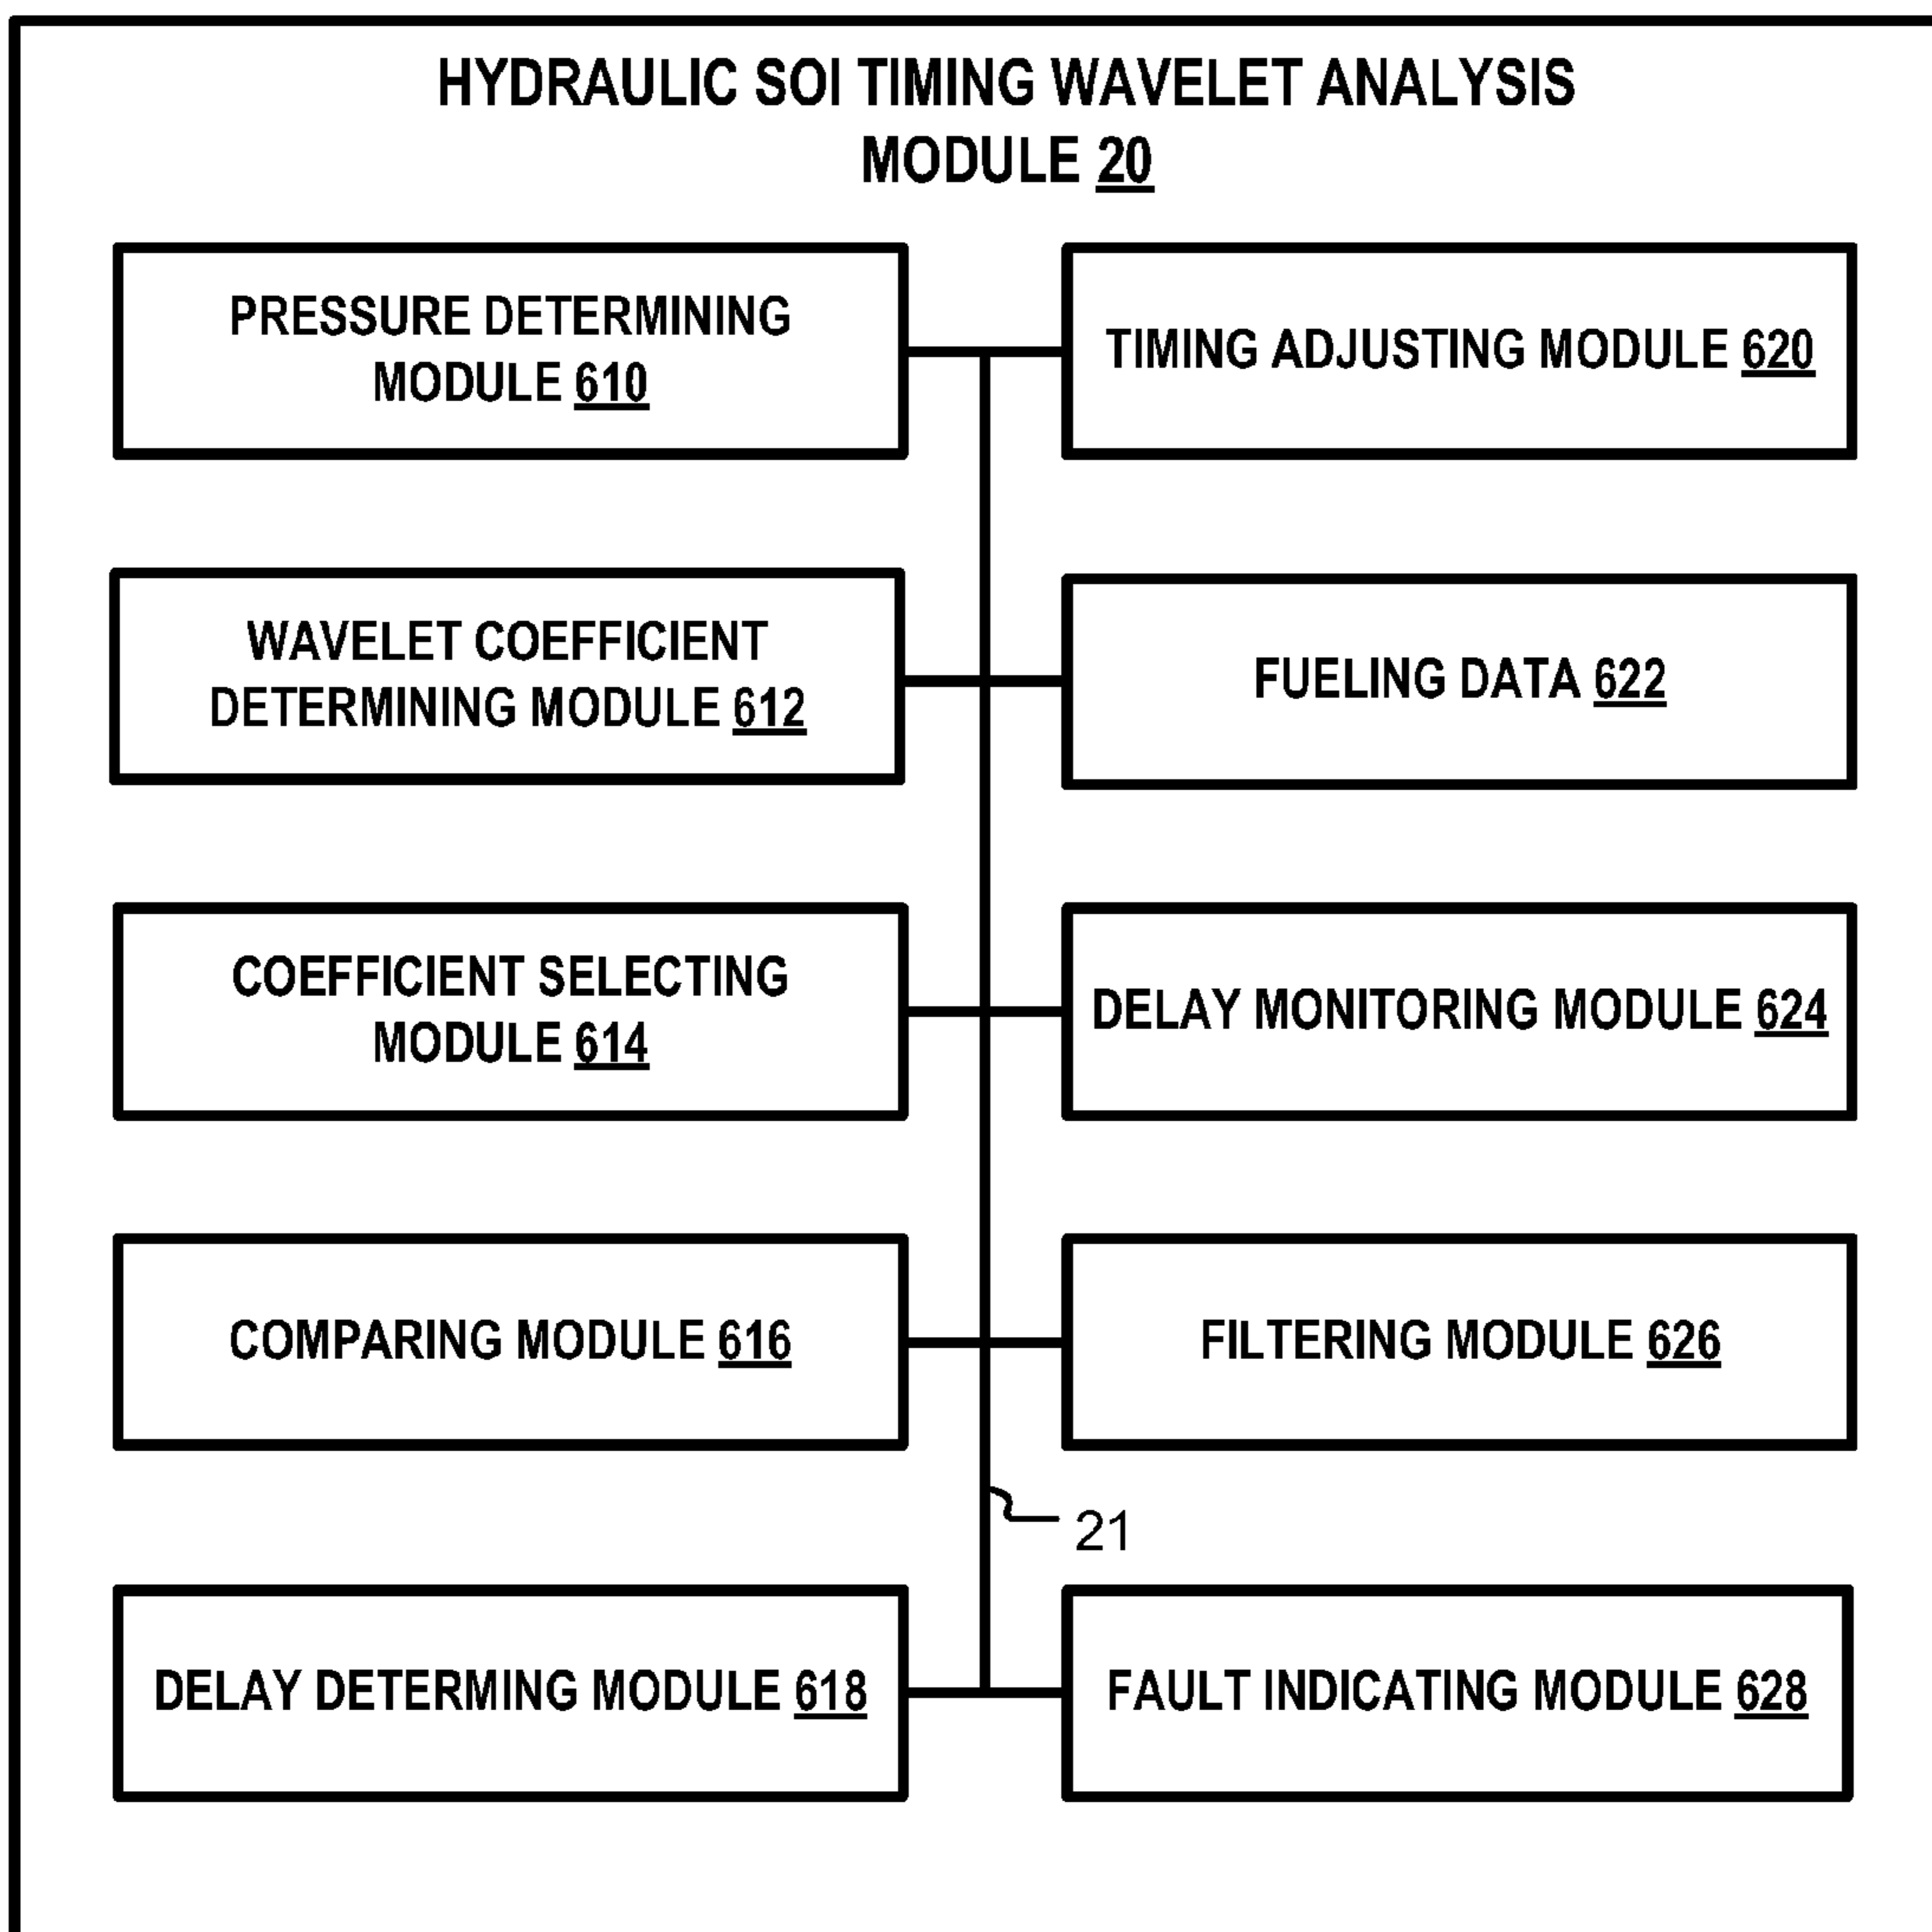 HYDRAULIC SOI TIMING WAVELET ANALYSIS
MODULE 20
PRESSURE DETERMINING
MODULE 610
TIMING ADJUSTING MODULE 620
WAVELET COEFFICIENT
DETERMINING MODULE 612
FUELING DATA 622
COEFFICIENT SELECTING
MODULE 614
DELAY MONITORING MODULE 624
COMPARING MODULE 616
FILTERING MODULE 626
21
DELAY DETERMING MODULE 618
FAULT INDICATING MODULE 628